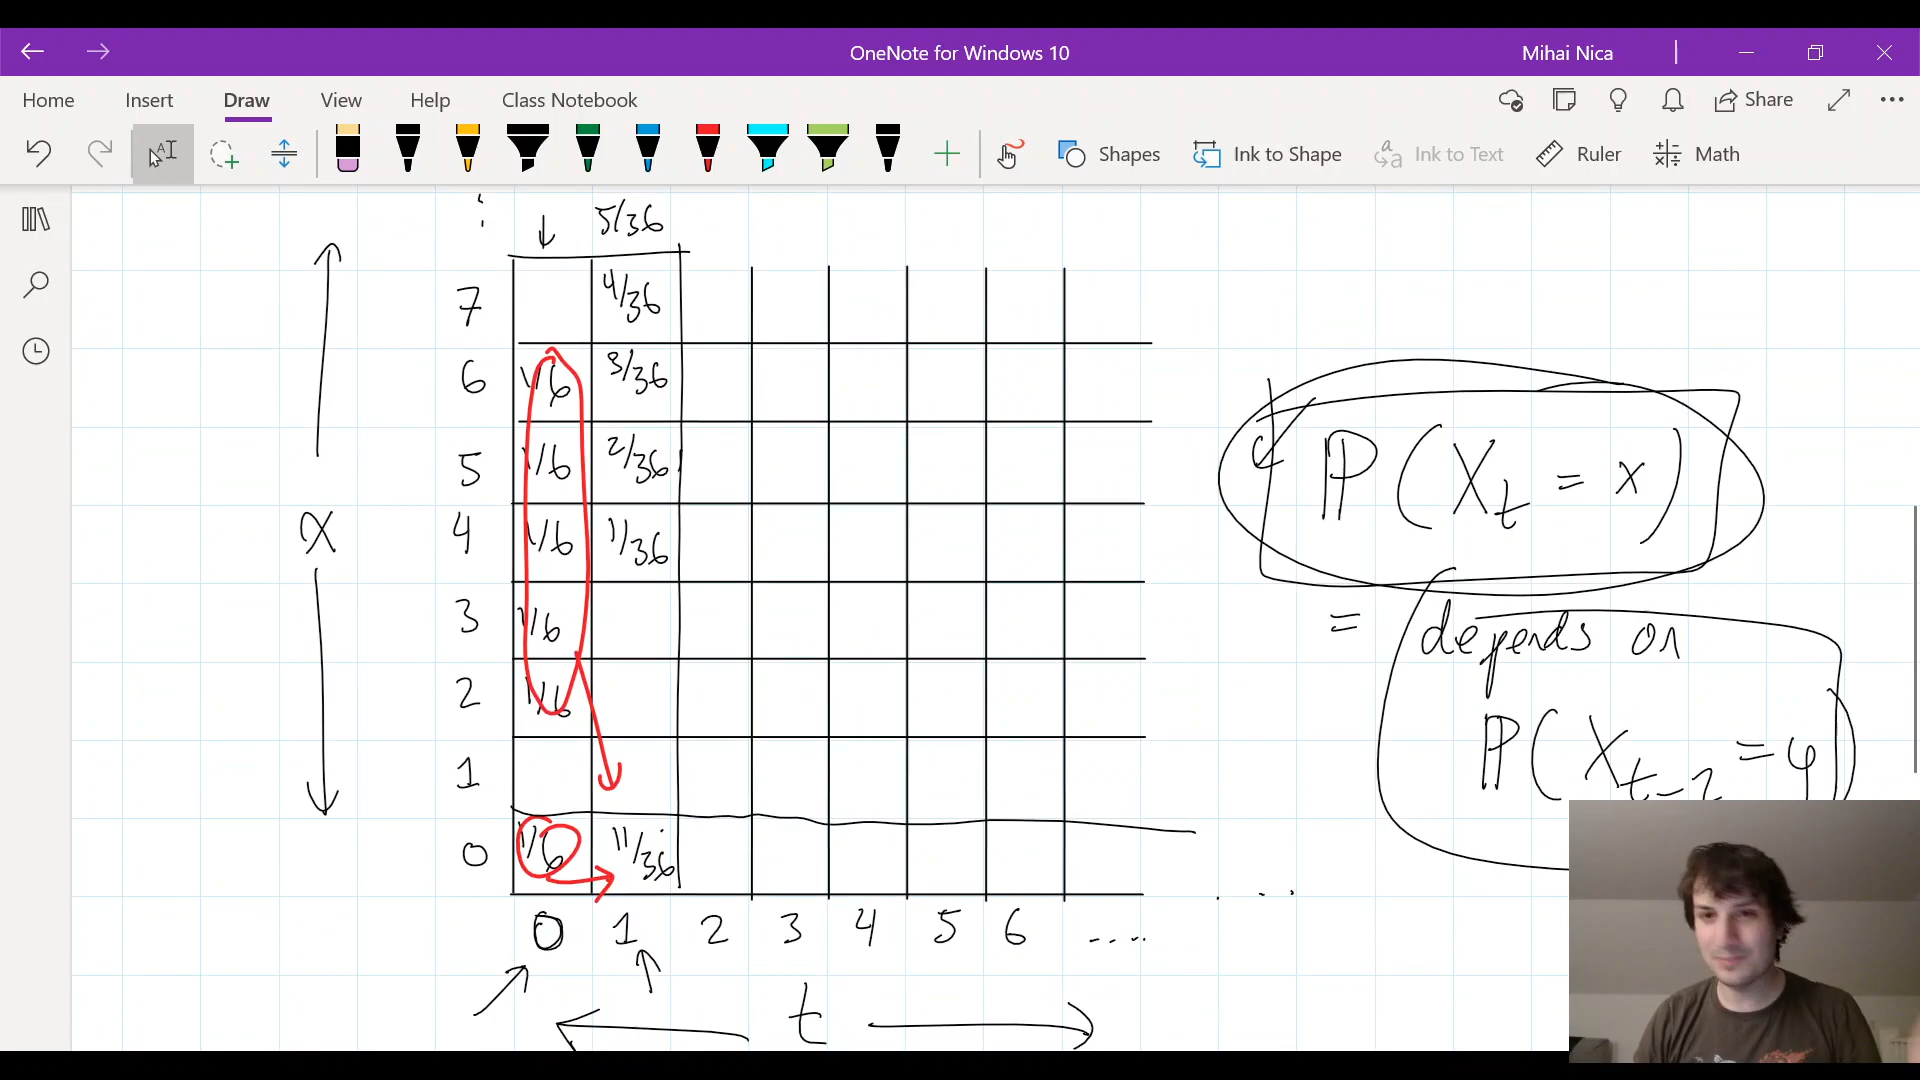 OneNote for Windows 10
Mihai Nica
Home Insert Draw View Help Class Notebook
Share
Shapes Ink to Shape Ink to Text Ruler Math
5/36
7 4/36
6 1/6 3/36
5 1/6 2/36
x 4 1/6 1/36
3 1/6
2 1/6
1
0 1/6 11/36
0 1 2 3 4 5 6 ....
t
ℙ(X_t = x)
= depends on
ℙ(X_{t-2} = y)